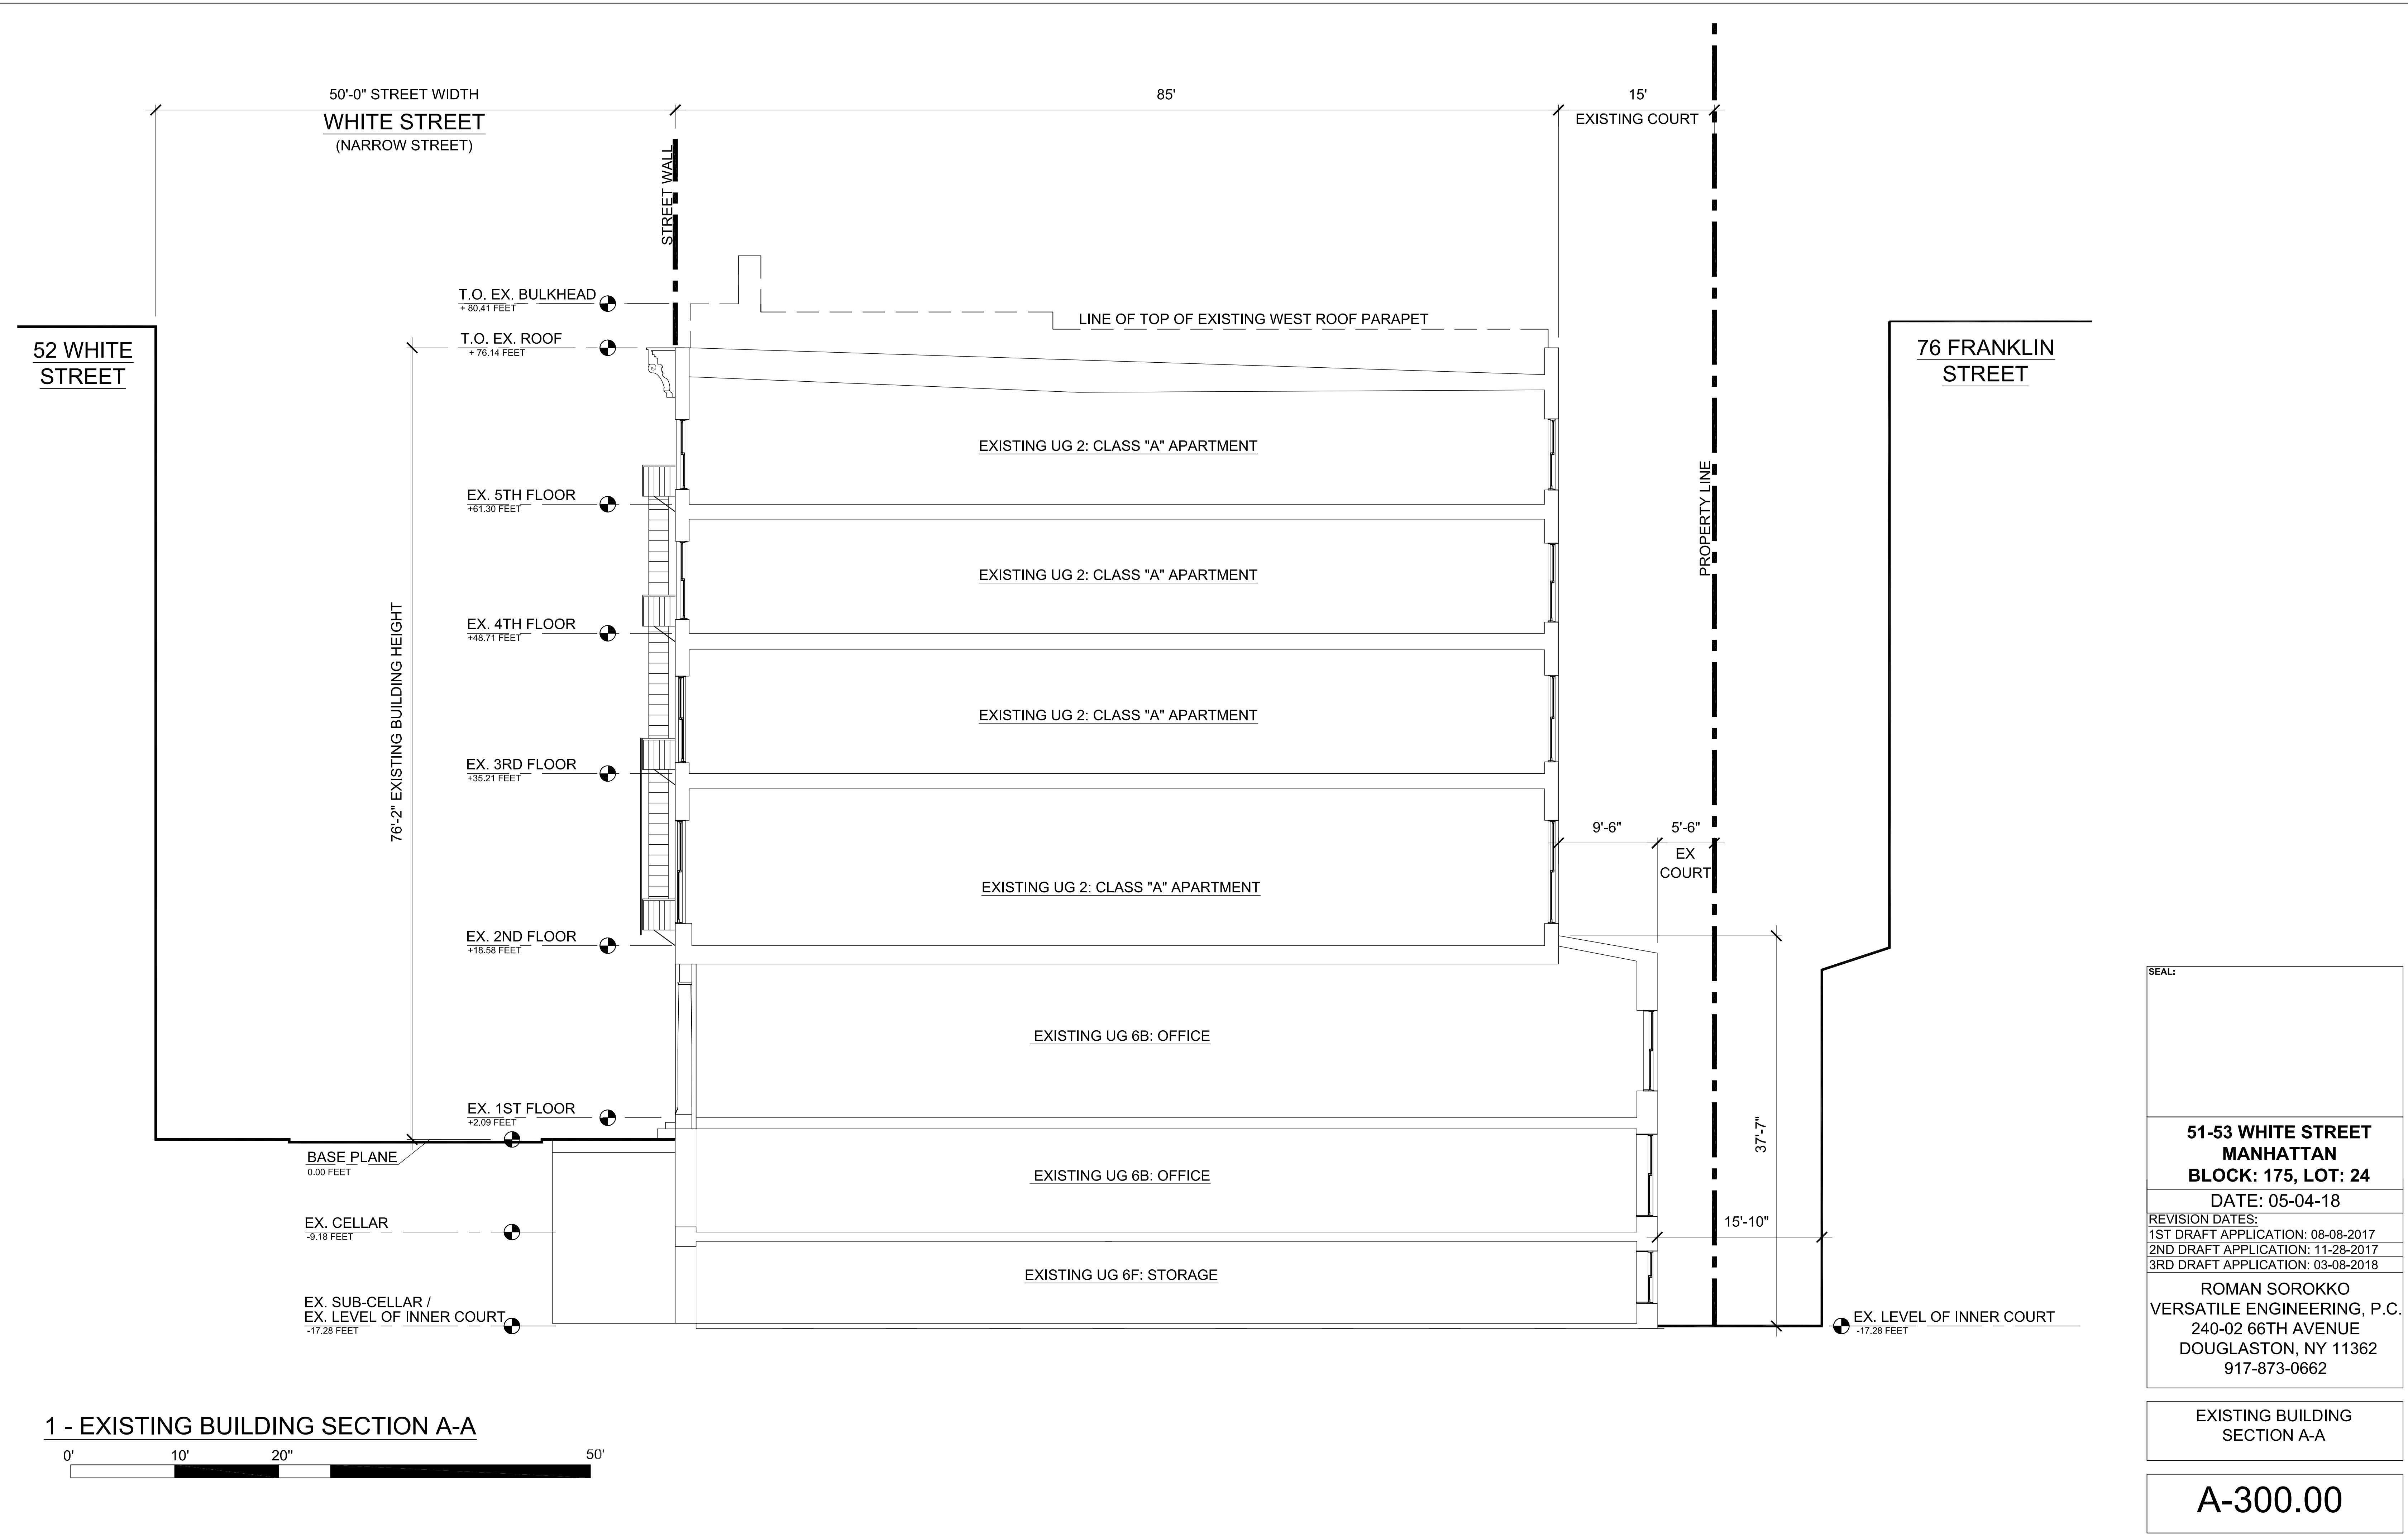 50'-0" STREET WIDTH
WHITE STREET
(NARROW STREET)
85'
15'
EXISTING COURT
STREET WALL
T.O. EX. BULKHEAD
+ 80.41 FEET
LINE OF TOP OF EXISTING WEST ROOF PARAPET
T.O. EX. ROOF
+ 76.14 FEET
52 WHITE
STREET
76 FRANKLIN
STREET
EXISTING UG 2: CLASS "A" APARTMENT
EX. 5TH FLOOR
+61.30 FEET
PROPERTY LINE
EXISTING UG 2: CLASS "A" APARTMENT
EX. 4TH FLOOR
+48.71 FEET
76'-2" EXISTING BUILDING HEIGHT
EXISTING UG 2: CLASS "A" APARTMENT
EX. 3RD FLOOR
+35.21 FEET
9'-6"
5'-6"
EX
COURT
EXISTING UG 2: CLASS "A" APARTMENT
EX. 2ND FLOOR
+18.58 FEET
EXISTING UG 6B: OFFICE
EX. 1ST FLOOR
+2.09 FEET
37'-7"
BASE PLANE
0.00 FEET
EXISTING UG 6B: OFFICE
EX. CELLAR
-9.18 FEET
15'-10"
EXISTING UG 6F: STORAGE
EX. SUB-CELLAR /
EX. LEVEL OF INNER COURT
-17.28 FEET
EX. LEVEL OF INNER COURT
-17.28 FEET
1 - EXISTING BUILDING SECTION A-A
0' 10' 20" 50'
SEAL:
51-53 WHITE STREET
MANHATTAN
BLOCK: 175, LOT: 24
DATE: 05-04-18
REVISION DATES:
1ST DRAFT APPLICATION: 08-08-2017
2ND DRAFT APPLICATION: 11-28-2017
3RD DRAFT APPLICATION: 03-08-2018
ROMAN SOROKKO
VERSATILE ENGINEERING, P.C.
240-02 66TH AVENUE
DOUGLASTON, NY 11362
917-873-0662
EXISTING BUILDING
SECTION A-A
A-300.00